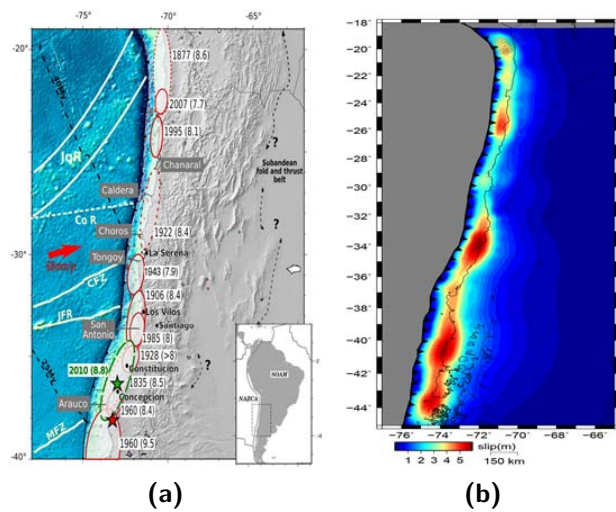 -75
-70
-65
-20
-30
-40
1877 (8.6)
2007 (7.7)
1995 (8.1)
?
Subandean
fold and thrust
belt
JqR
Chanaral
Caldera
Co R
Choros
1922 (8.4)
?
La Serena
Tongoy
1943 (7.9)
CFZ
1906 (8.4)
JFR
Los Vilos
San
Antonio
Santiago
1985 (8)
1928 (>8)
?
2010 (8.8)
Constitucion
1835 (8.5)
Concepcion
Arauco
1960 (8.4)
MFZ
1960 (9.5)
NAZCA
SOAM
(a)
b)
-18°
-20°
-22°
-24°
-26°
-28°
-30°
-32°
-34°
-36°
-38°
-40°
-42°
-44°
-76°
-74°
-72°
-70°
-68°
-66°
slip(m)
1 2 3 4 5
150 km
(b)